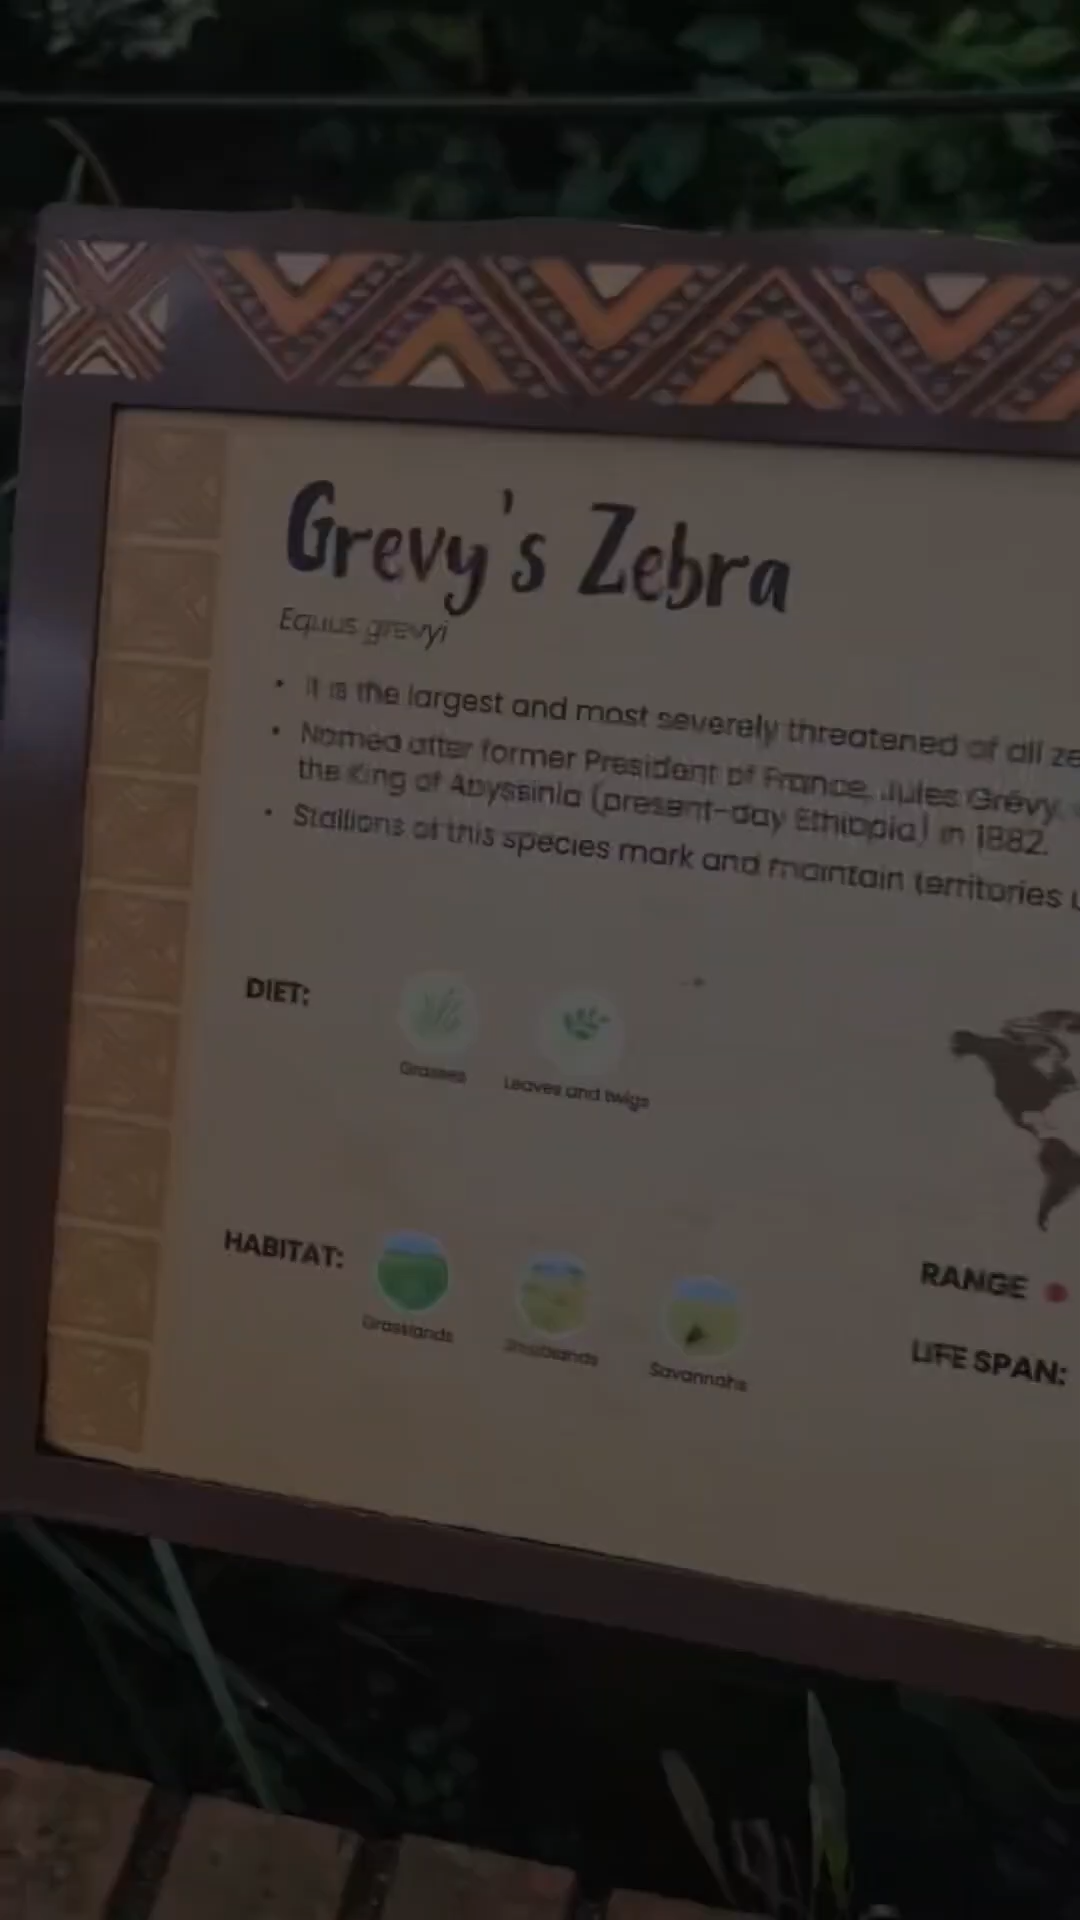 Grevy's Zebra
Equus grevyi
• It is the largest and most severely threatened of all ze
• Named after former President of France, Jules Grévy,
the King of Abyssinia (present-day Ethiopia) in 1882.
• Stallions of this species mark and maintain territories u
DIET:
Grasses
Leaves and twigs
HABITAT:
Grasslands
Shrublands
Savannahs
RANGE
LIFE SPAN: